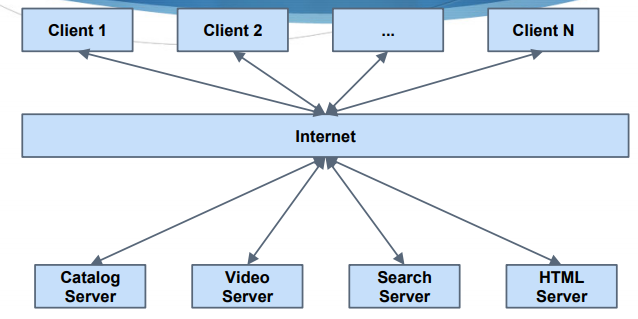 Client 1
Client 2
...
Client N
Internet
Catalog
Server
Video
Server
Search
Server
HTML
Server